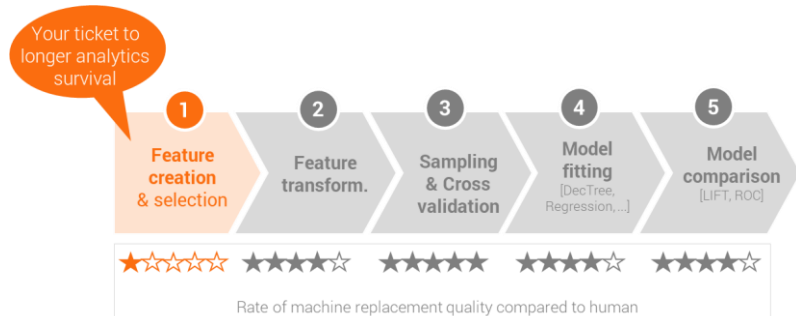 Your ticket to
longer analytics
survival
1
Feature
creation
& selection
2
Feature
transform.
3
Sampling
& Cross
validation
4
Model
fitting
[DecTree,
Regression,...]
5
Model
comparison
[LIFT, ROC]
Rate of machine replacement quality compared to human